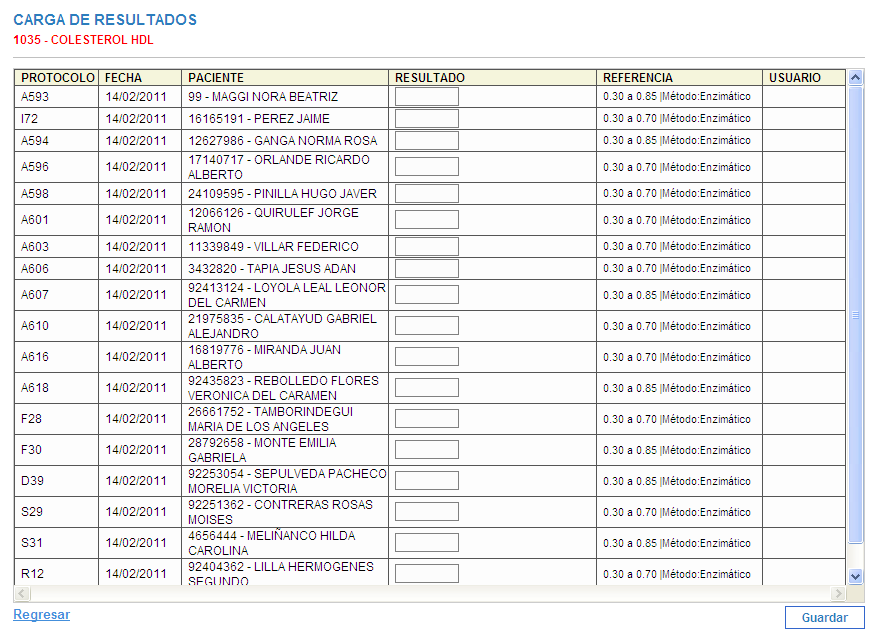 CARGA DE RESULTADOS
1035 - COLESTEROL HDL
PROTOCOLO FECHA PACIENTE RESULTADO REFERENCIA USUARIO
A593 14/02/2011 99 - MAGGI NORA BEATRIZ 0.30 a 0.85 |Método:Enzimático
I72 14/02/2011 16165191 - PEREZ JAIME 0.30 a 0.70 |Método:Enzimático
A594 14/02/2011 12627986 - GANGA NORMA ROSA 0.30 a 0.85 |Método:Enzimático
A596 14/02/2011 17140717 - ORLANDE RICARDO 0.30 a 0.70 |Método:Enzimático
ALBERTO
A598 14/02/2011 24109595 - PINILLA HUGO JAVER 0.30 a 0.70 |Método:Enzimático
A601 14/02/2011 12066126 - QUIRULEF JORGE 0.30 a 0.70 |Método:Enzimático
RAMON
A603 14/02/2011 11339849 - VILLAR FEDERICO 0.30 a 0.70 |Método:Enzimático
A606 14/02/2011 3432820 - TAPIA JESUS ADAN 0.30 a 0.70 |Método:Enzimático
A607 14/02/2011 92413124 - LOYOLA LEAL LEONOR 0.30 a 0.85 |Método:Enzimático
DEL CARMEN
A610 14/02/2011 21975835 - CALATAYUD GABRIEL 0.30 a 0.70 |Método:Enzimático
ALEJANDRO
A616 14/02/2011 16819776 - MIRANDA JUAN 0.30 a 0.70 |Método:Enzimático
ALBERTO
A618 14/02/2011 92435823 - REBOLLEDO FLORES 0.30 a 0.85 |Método:Enzimático
VERONICA DEL CARAMEN
F28 14/02/2011 26661752 - TAMBORINDEGUI 0.30 a 0.70 |Método:Enzimático
MARIA DE LOS ANGELES
F30 14/02/2011 28792658 - MONTE EMILIA 0.30 a 0.85 |Método:Enzimático
GABRIELA
D39 14/02/2011 92253054 - SEPULVEDA PACHECO 0.30 a 0.85 |Método:Enzimático
MORELIA VICTORIA
S29 14/02/2011 92251362 - CONTRERAS ROSAS 0.30 a 0.70 |Método:Enzimático
MOISES
S31 14/02/2011 4656444 - MELIÑANCO HILDA 0.30 a 0.85 |Método:Enzimático
CAROLINA
R12 14/02/2011 92404362 - LILLA HERMOGENES 0.30 a 0.70 |Método:Enzimático
SEGUNDO
Regresar
Guardar